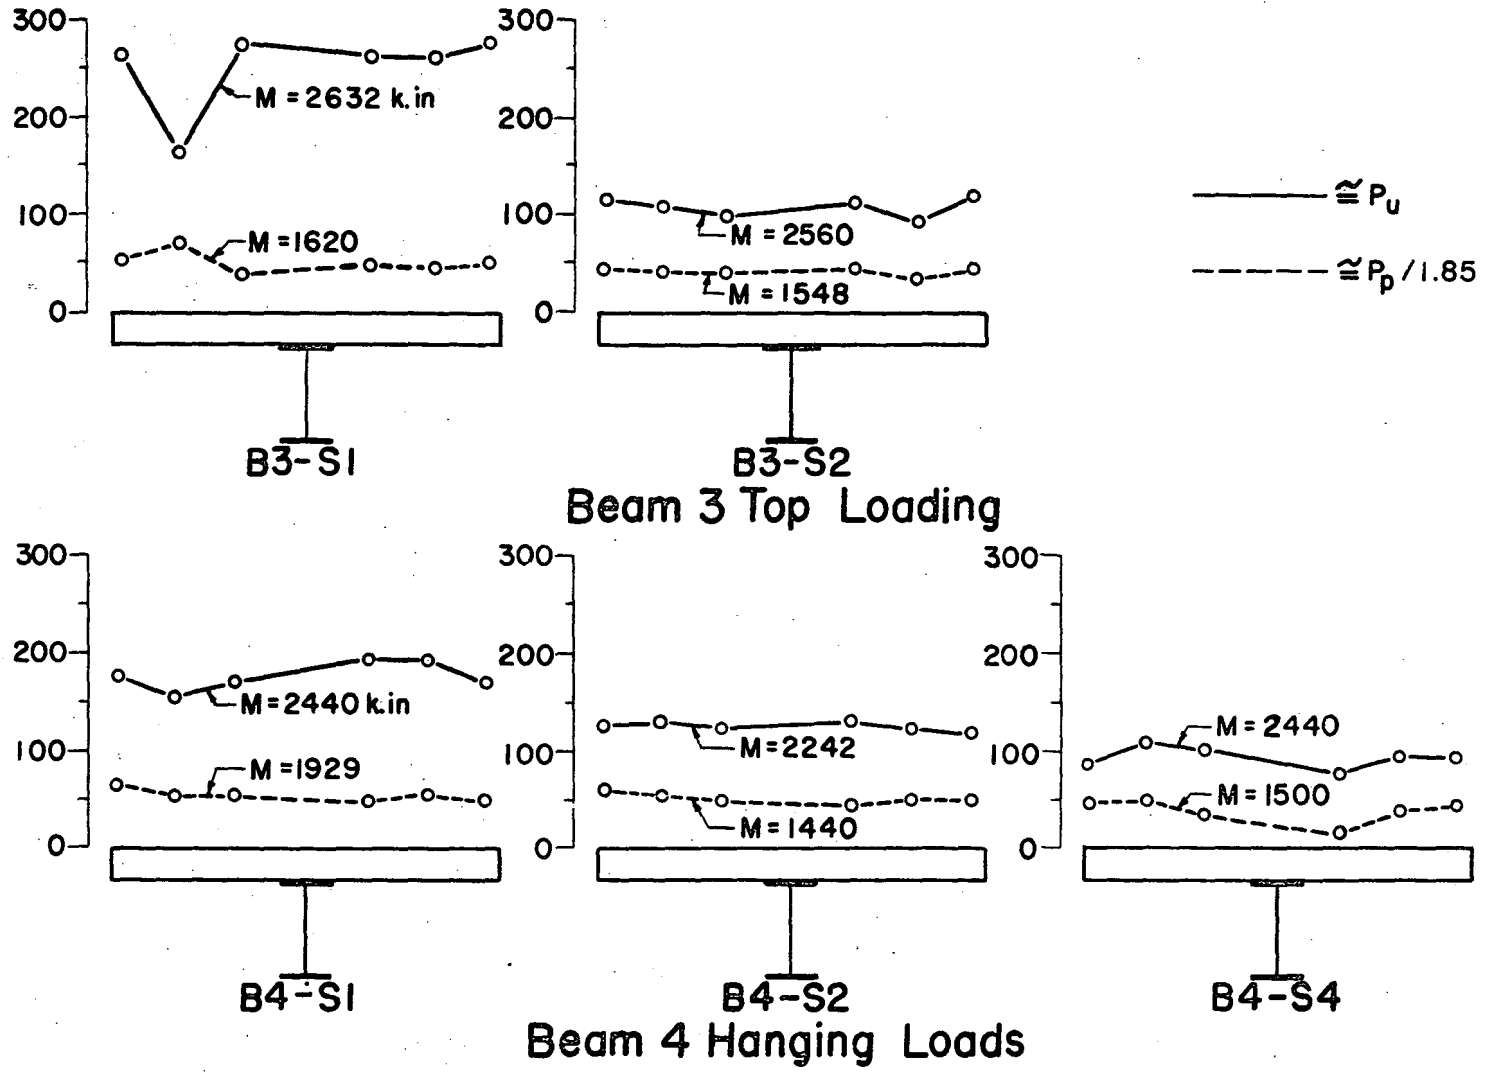 300 300
200 200
100 100
0 0
M = 2632 k.in
M = 1620
M = 2560
M = 1548
≅ Pu
≅ Pp / 1.85
B3-S1 B3-S2
Beam 3 Top Loading
300 300 300
200 200 200
100 100 100
0 0 0
M = 2440 k.in
M = 1929
M = 2242
M = 1440
M = 2440
M = 1500
B4-S1 B4-S2 B4-S4
Beam 4 Hanging Loads